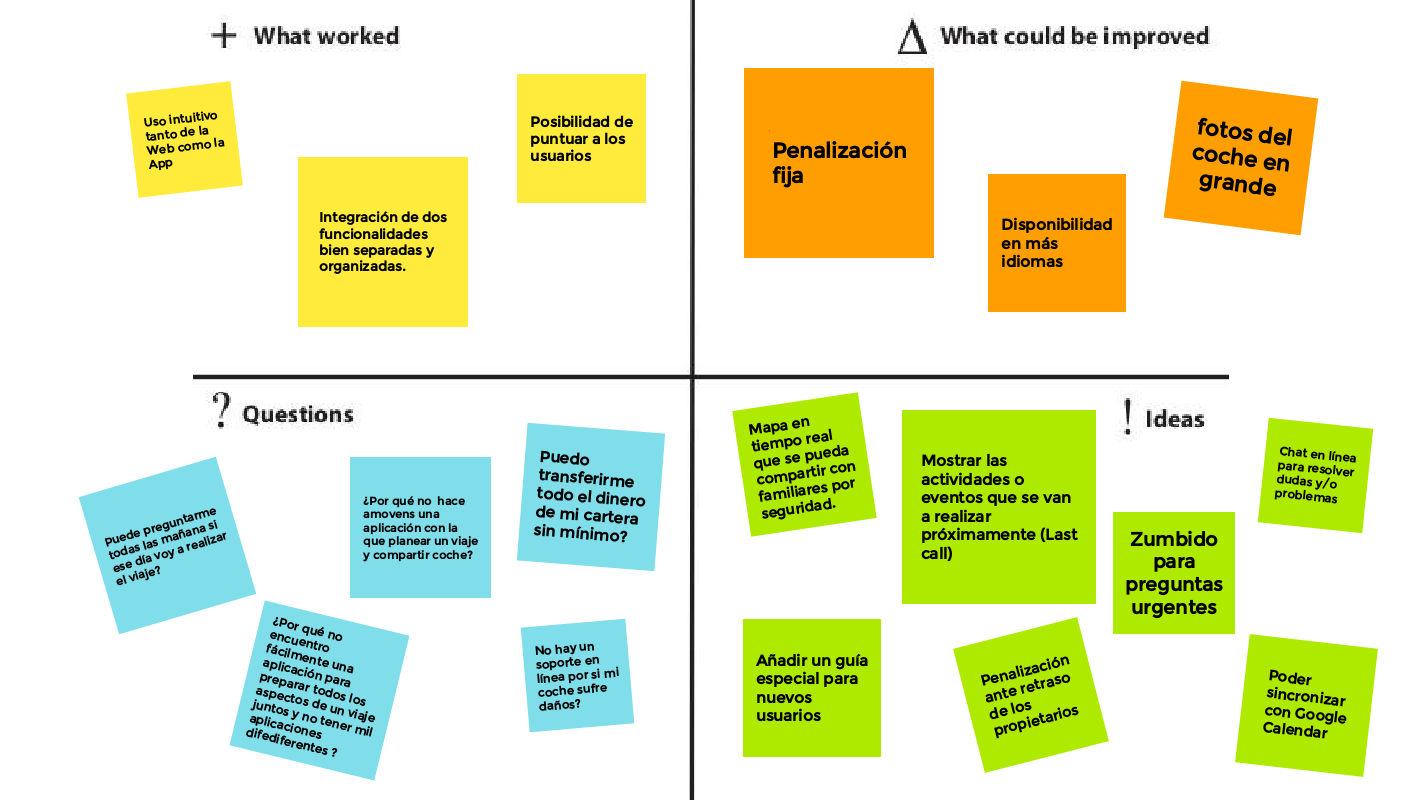 + What worked
Uso intuitivo
tanto de la
Web como la
App
Integración de dos
funcionalidades
bien separadas y
organizadas.
Posibilidad de
puntuar a los
usuarios
Δ What could be improved
Penalización
fija
Disponibilidad
en más
idiomas
fotos del
coche en
grande
? Questions
Puede preguntarme
todas las mañana si
ese día voy a realizar
el viaje?
¿Por qué no hace
amovens una
aplicación con la
que planear un viaje
y compartir coche?
Puedo
transferirme
todo el dinero
de mi cartera
sin mínimo?
¿Por qué no
encuentro
fácilmente una
aplicación para
preparar todos los
aspectos de un viaje
juntos y no tener mil
aplicaciones
difediferentes ?
No hay un
soporte en
línea por si mi
coche sufre
daños?
! Ideas
Mapa en
tiempo real
que se pueda
compartir con
familiares por
seguridad.
Mostrar las
actividades o
eventos que se van
a realizar
próximamente (Last
call)
Chat en línea
para resolver
dudas y/o
problemas
Zumbido
para
preguntas
urgentes
Añadir un guía
especial para
nuevos
usuarios
Penalización
ante retraso
de los
propietarios
Poder
sincronizar
con Google
Calendar